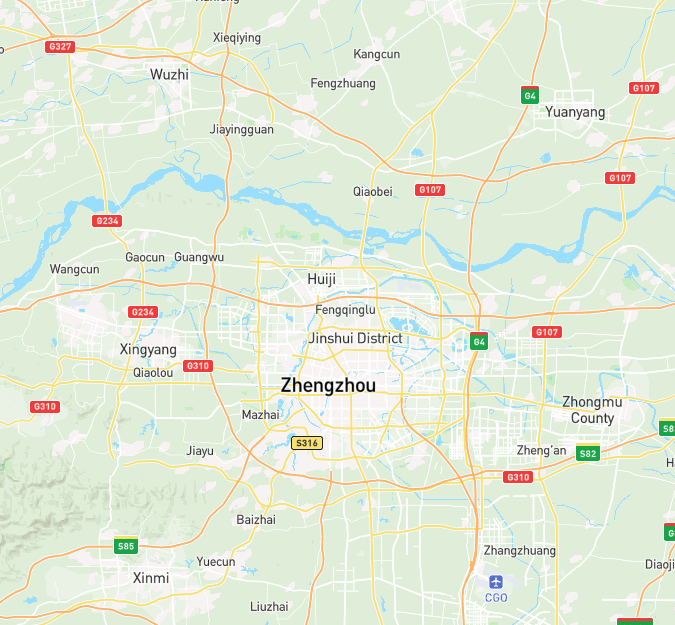 Xieqiying
G327
Kangcun
Wuzhi
Fengzhuang
G107
G4
Yuanyang
Jiayingguan
G107
Qiaobei
G107
G234
Gaocun
Guangwu
Wangcun
Huiji
G234
Fengqinglu
G107
Jinshui District
G4
Xingyang
G310
Qiaolou
Zhengzhou
G310
Zhongmu
County
Mazhai
S316
Jiayu
Zheng'an
S82
G310
Baizhai
S85
Zhangzhuang
Yuecun
Xinmi
CGO
Liuzhai